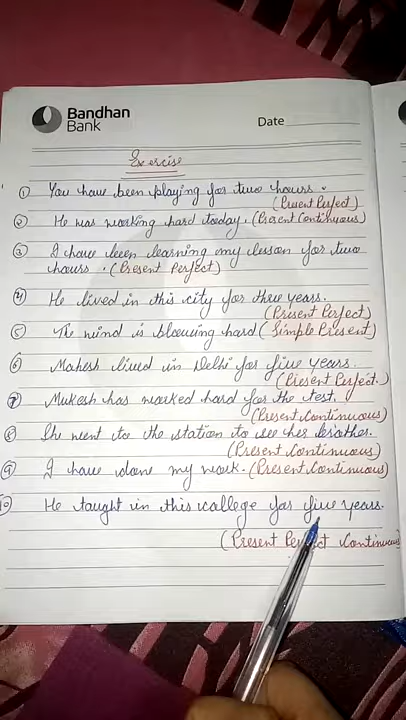 Bandhan
Bank
Date
Exercise
① You have been playing for two hours.
(Present Perfect)
② He was working hard today. (Present Continuous)
③ I have been learning my lesson for two
hours. (Present Perfect)
④ He lived in this city for three years.
(Present Perfect)
⑤ The wind is blowing hard (Simple Present)
⑥ Mahesh lived in Delhi for five years.
(Present Perfect.)
⑦ Mukesh has worked hard for the test.
(Present Continuous)
⑧ She went to the station to see her brother.
(Present Continuous)
⑨ I have done my work. (Present Continuous)
⑩ He taught in this college for five years.
(Present Perfect Continuous)